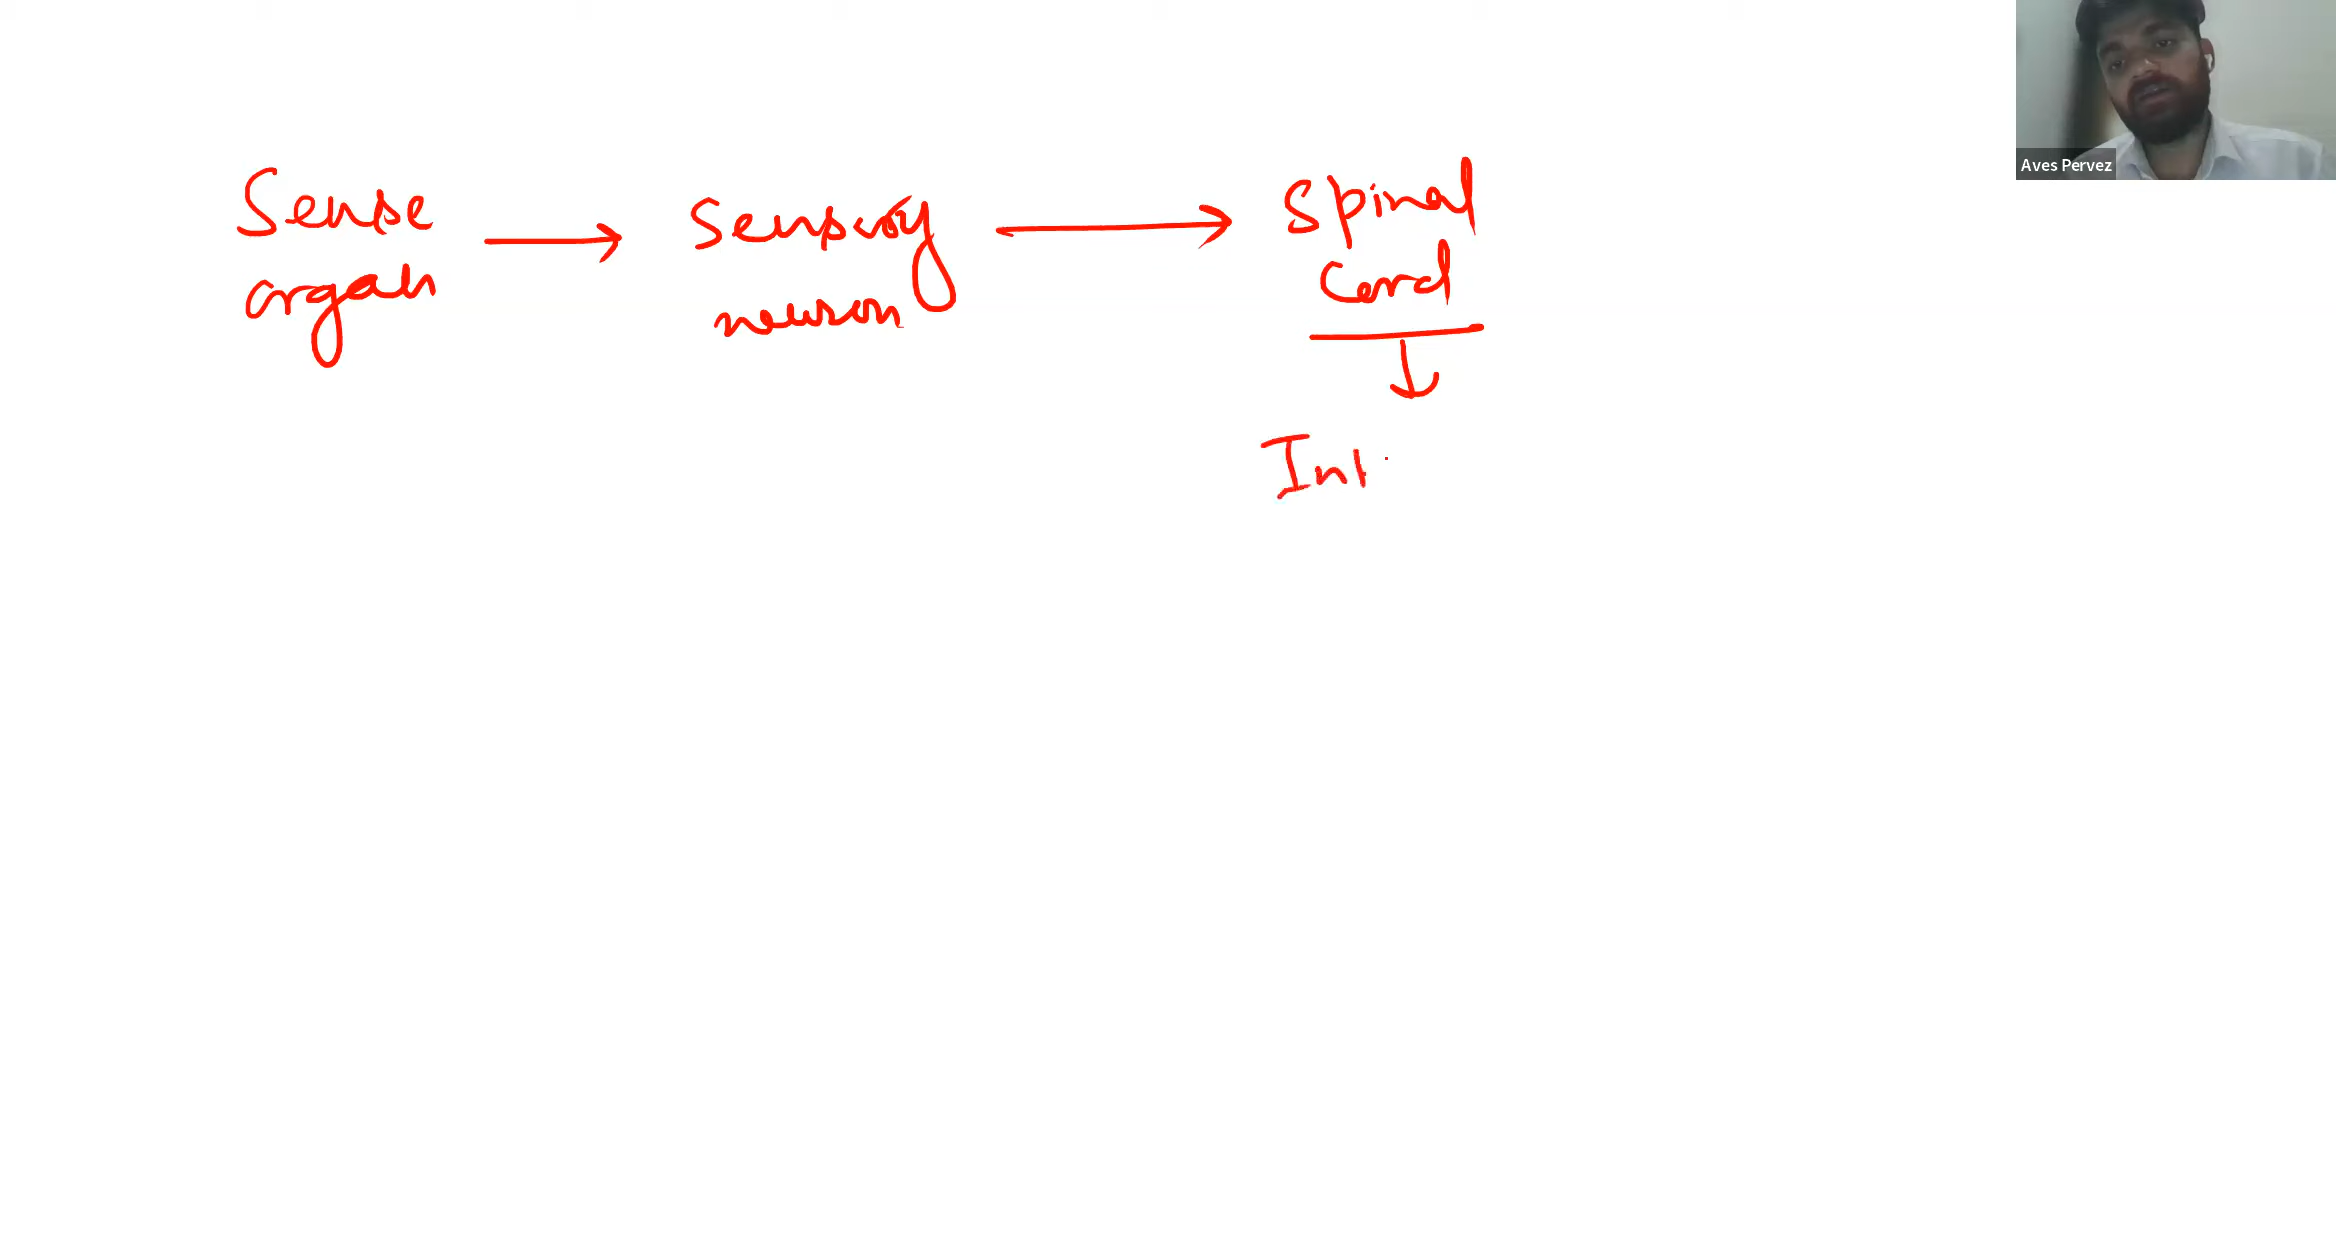 Sense
organ
sensory
neuron
Spinal
Cord
Int
Aves Pervez